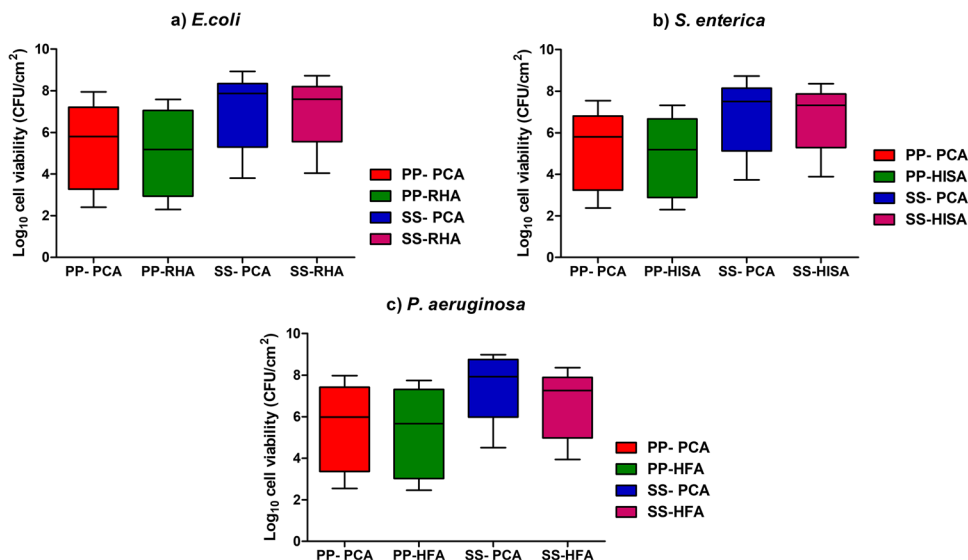 a) E.coli
Log10 cell viability (CFU/cm2)
10
8
6
4
2
0
PP- PCA
PP-RHA
SS- PCA
SS-RHA
PP- PCA PP-RHA SS- PCA SS-RHA
b) S. enterica
Log10 cell viability (CFU/cm2)
10
8
6
4
2
0
PP- PCA
PP-HISA
SS- PCA
SS-HISA
PP- PCA PP-HISA SS- PCA SS-HISA
c) P. aeruginosa
Log10 cell viability (CFU/cm2)
10
8
6
4
2
0
PP- PCA
PP-HFA
SS- PCA
SS-HFA
PP- PCA PP-HFA SS- PCA SS-HFA